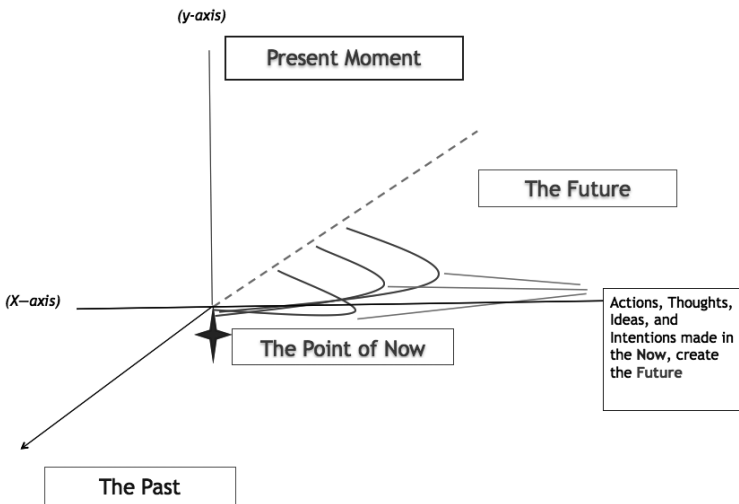 (y-axis)
Present Moment
The Future
(X—axis)
Actions, Thoughts,
Ideas, and
Intentions made in
the Now, create
the Future
The Point of Now
The Past